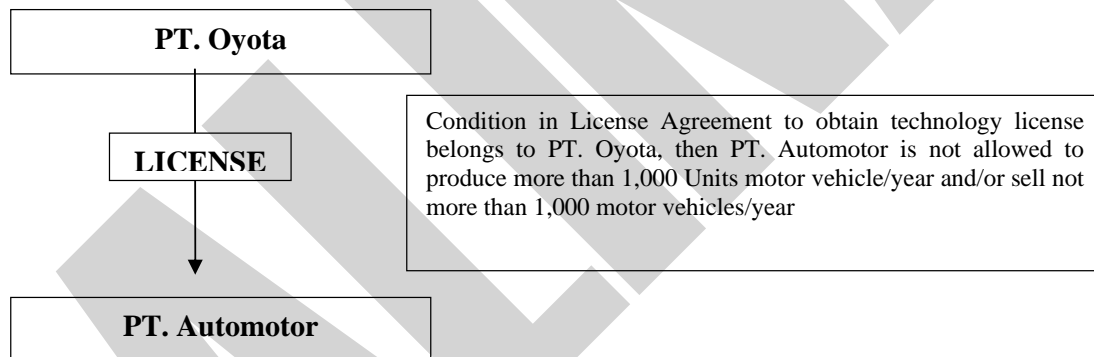 PT. Oyota
LICENSE
Condition in License Agreement to obtain technology license
belongs to PT. Oyota, then PT. Automotor is not allowed to
produce more than 1,000 Units motor vehicle/year and/or sell not
more than 1,000 motor vehicles/year
PT. Automotor